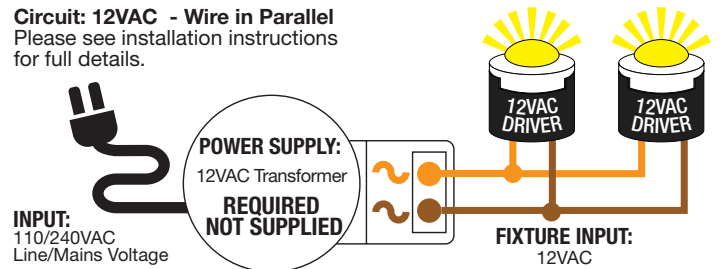 Circuit: 12VAC - Wire in Parallel
Please see installation instructions
for full details.
12VAC
DRIVER
12VAC
DRIVER
POWER SUPPLY:
12VAC Transformer
REQUIRED
NOT SUPPLIED
INPUT:
110/240VAC
Line/Mains Voltage
FIXTURE INPUT:
12VAC